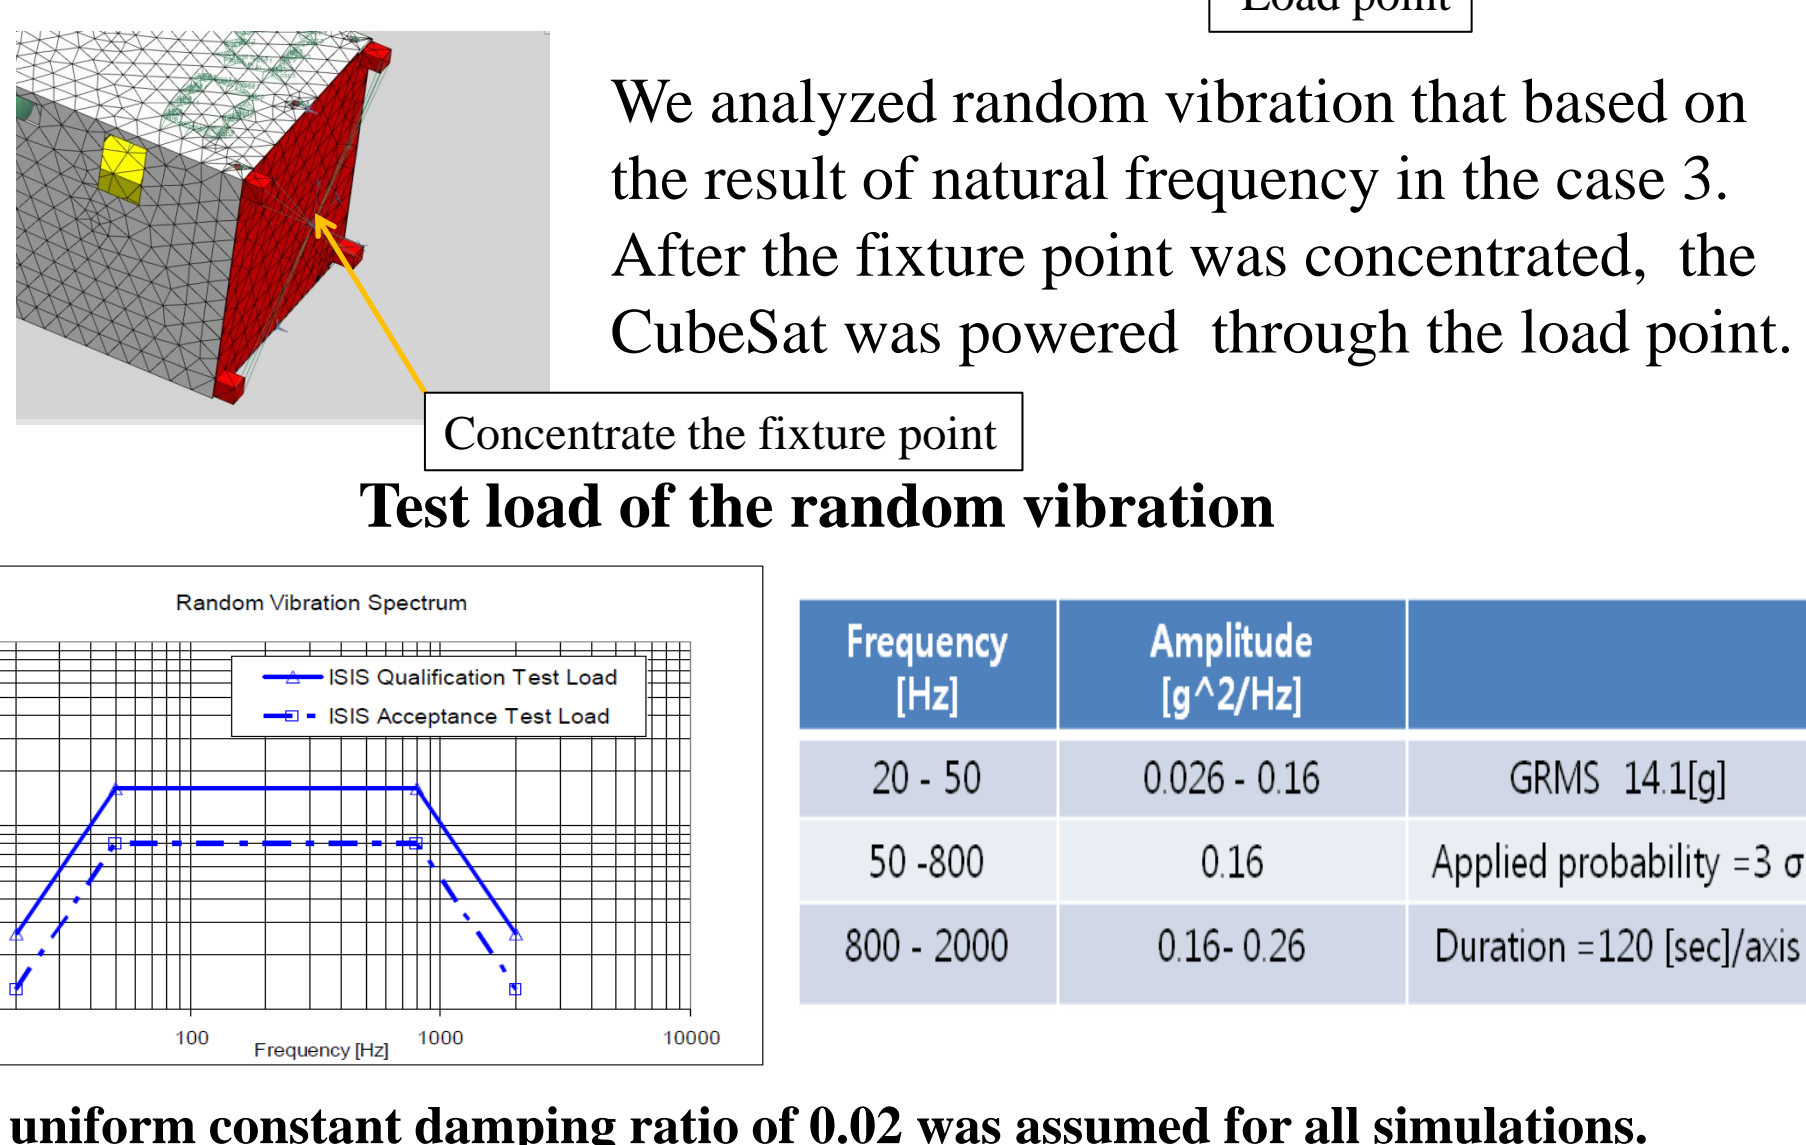 Load point
We analyzed random vibration that based on
the result of natural frequency in the case 3.
After the fixture point was concentrated, the
CubeSat was powered through the load point.
Concentrate the fixture point
Test load of the random vibration
Random Vibration Spectrum
ISIS Qualification Test Load
ISIS Acceptance Test Load
100
1000
10000
Frequency [Hz]
Frequency
[Hz]
Amplitude
[g^2/Hz]
20 - 50
0.026 - 0.16
GRMS 14.1[g]
50 -800
0.16
Applied probability =3 σ
800 - 2000
0.16- 0.26
Duration =120 [sec]/axis
uniform constant damping ratio of 0.02 was assumed for all simulations.